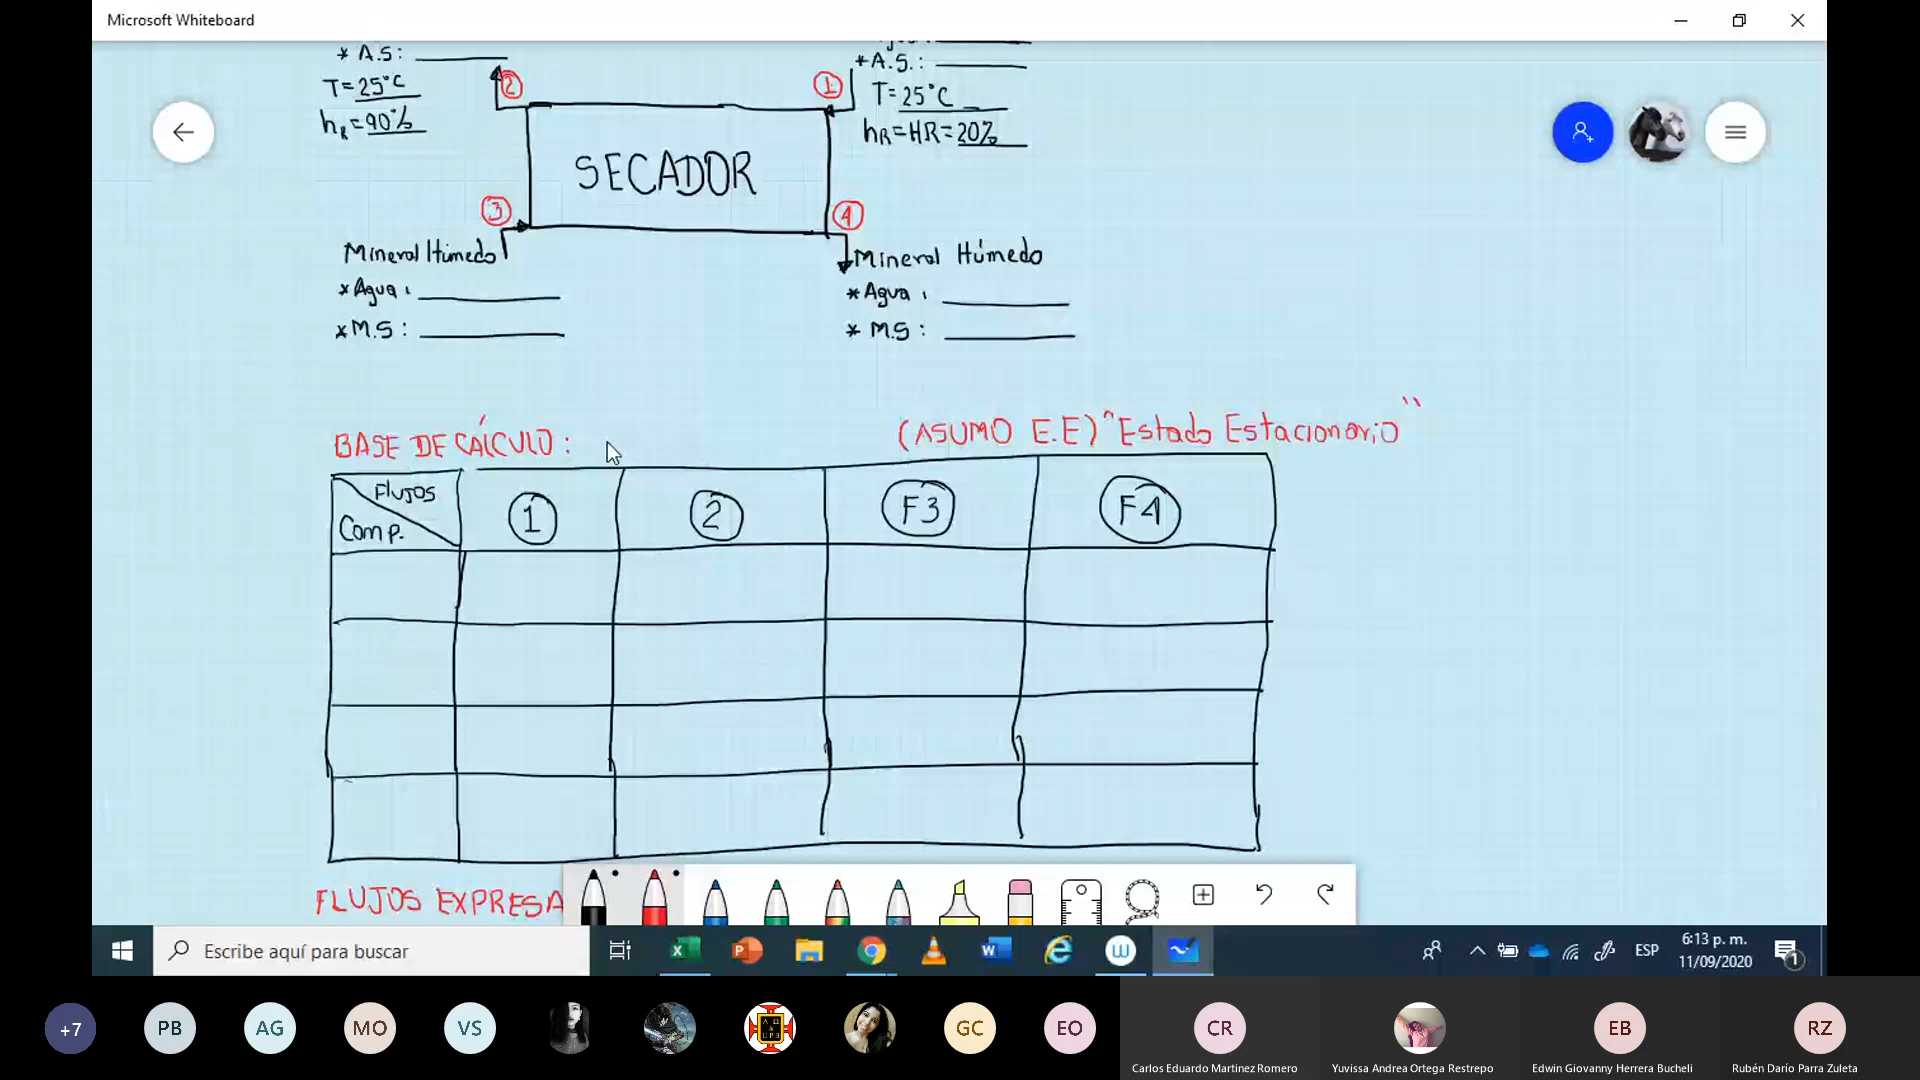 Microsoft Whiteboard
* A.S:
T=25°C
hR=90%
2
1
* A.S.:
T=25°C
hR=HR=20%
SECADOR
3
4
Mineral Húmedo
* Agua:
* M.S:
Mineral Húmedo
* Agua:
* M.S:
BASE DE CÁLCULO:
(ASUMO E.E) "Estado Estacionario"
Flujos
Comp.
1
2
F3
F4
FLUJOS EXPRESA
Escribe aquí para buscar
ESP
6:13 p. m.
11/09/2020
1
+7
PB
AG
MO
VS
GC
EO
CR
EB
RZ
Carlos Eduardo Martinez Romero
Yuvissa Andrea Ortega Restrepo
Edwin Giovanny Herrera Bucheli
Rubén Darío Parra Zuleta